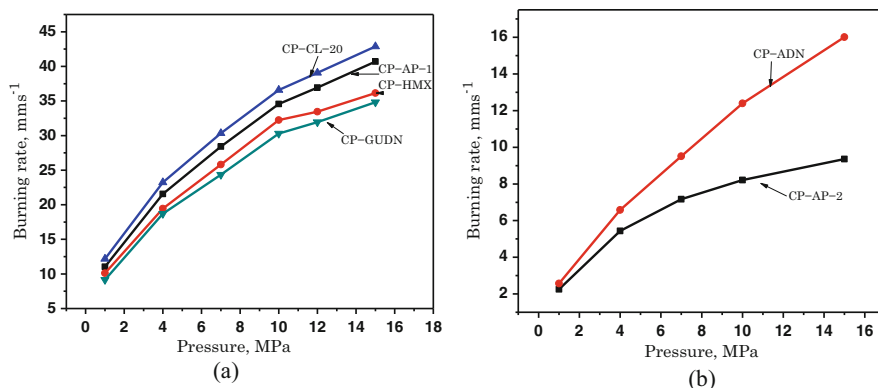 (a)
Burning rate, mms-1
45
40
35
30
25
20
15
10
5
CP-CL-20
CP-AP-1
CP-HMX
CP-GUDN
0 2 4 6 8 10 12 14 16 18
Pressure, MPa
(a)
(b)
Burning rate, mms-1
16
14
12
10
8
6
4
2
CP-ADN
CP-AP-2
0 2 4 6 8 10 12 14 16
Pressure, MPa
(b)